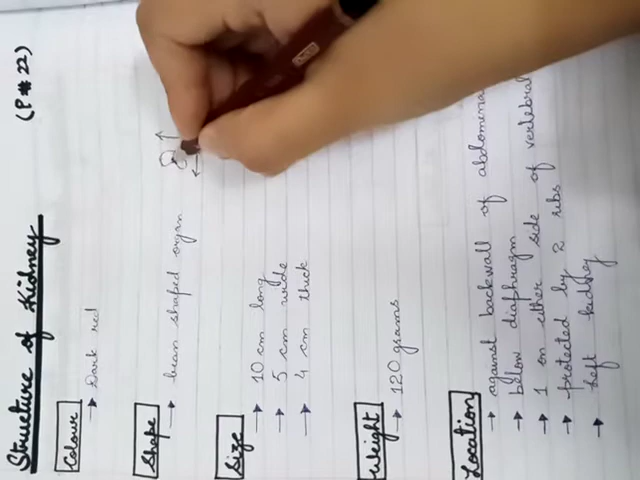 Structure of Kidney (P # 22)
Colour
→ Dark red
Shape
→ bean shaped organ
Size
→ 10 cm long
→ 5 cm wide
→ 4 cm thick
Weight
→ 120 grams
Location
→ against backwall of
→ below diaphragm
→ 1 on either side of vertebral
→ protected by 2 ribs
→ Left kidney